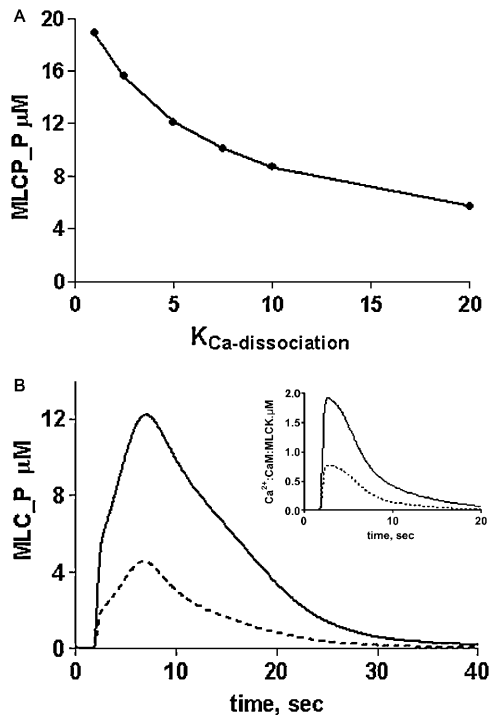 A
20
16
12
8
4
0
MLCP_P μM
0 5 10 15 20
K Ca-dissociation
B
12
8
4
0
MLC_P μM
0 10 20 30 40
time, sec
2.0
1.5
1.0
0.5
0.0
Ca2+:CaM:MLCK.μM
0 10 20
time, sec